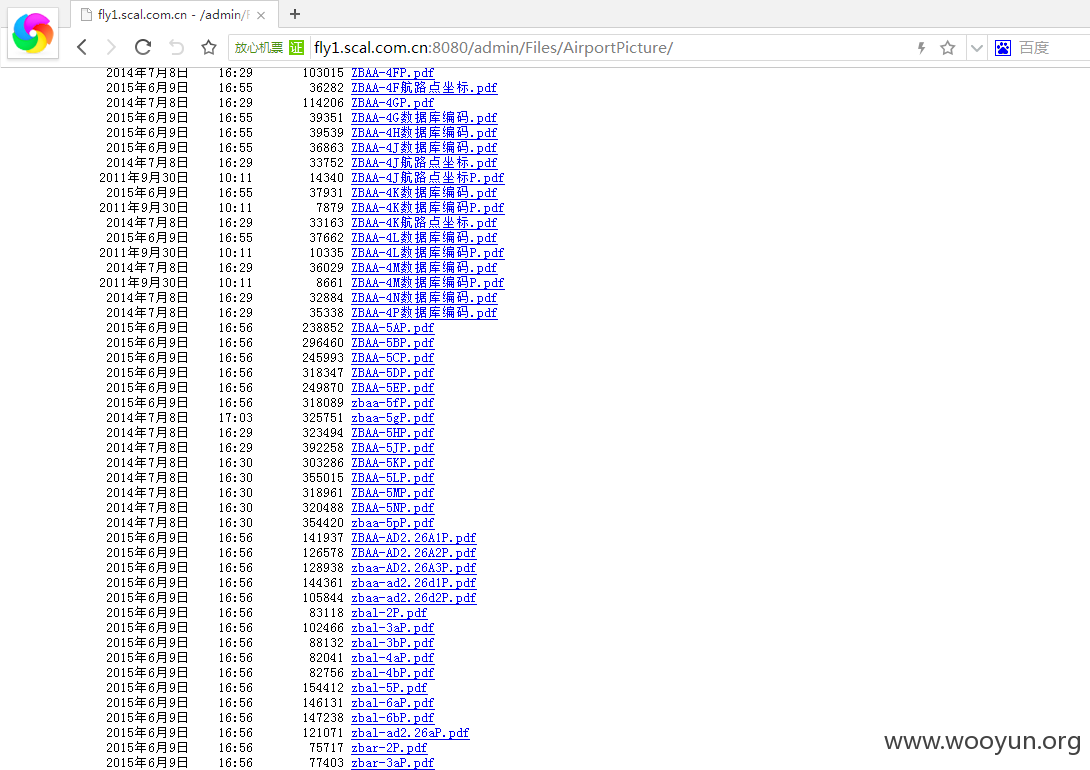 fly1.scal.com.cn - /admin/F
放心机票 证 fly1.scal.com.cn:8080/admin/Files/AirportPicture/ 百度
2014年7月8日 16:29 103015 ZBAA-4FP.pdf
2015年6月9日 16:55 36282 ZBAA-4F航路点坐标.pdf
2014年7月8日 16:29 114206 ZBAA-4GP.pdf
2015年6月9日 16:55 39351 ZBAA-4G数据库编码.pdf
2015年6月9日 16:55 39539 ZBAA-4H数据库编码.pdf
2015年6月9日 16:55 36863 ZBAA-4J数据库编码.pdf
2014年7月8日 16:29 33752 ZBAA-4J航路点坐标.pdf
2011年9月30日 10:11 14340 ZBAA-4J航路点坐标P.pdf
2015年6月9日 16:55 37931 ZBAA-4K数据库编码.pdf
2011年9月30日 10:11 7879 ZBAA-4K数据库编码P.pdf
2014年7月8日 16:29 33163 ZBAA-4K航路点坐标.pdf
2015年6月9日 16:55 37662 ZBAA-4L数据库编码.pdf
2011年9月30日 10:11 10335 ZBAA-4L数据库编码P.pdf
2014年7月8日 16:29 36029 ZBAA-4M数据库编码.pdf
2011年9月30日 10:11 8661 ZBAA-4M数据库编码P.pdf
2014年7月8日 16:29 32884 ZBAA-4N数据库编码.pdf
2014年7月8日 16:29 35338 ZBAA-4P数据库编码.pdf
2015年6月9日 16:56 238852 ZBAA-5AP.pdf
2015年6月9日 16:56 296460 ZBAA-5BP.pdf
2015年6月9日 16:56 245993 ZBAA-5CP.pdf
2015年6月9日 16:56 318347 ZBAA-5DP.pdf
2015年6月9日 16:56 249870 ZBAA-5EP.pdf
2015年6月9日 16:56 318089 zbaa-5fP.pdf
2014年7月8日 17:03 325751 zbaa-5gP.pdf
2014年7月8日 16:29 323494 ZBAA-5HP.pdf
2014年7月8日 16:29 392258 ZBAA-5JP.pdf
2014年7月8日 16:30 303286 ZBAA-5KP.pdf
2014年7月8日 16:30 355015 ZBAA-5LP.pdf
2014年7月8日 16:30 318961 ZBAA-5MP.pdf
2014年7月8日 16:30 320488 ZBAA-5NP.pdf
2014年7月8日 16:30 354420 zbaa-5pP.pdf
2015年6月9日 16:56 141937 ZBAA-AD2.26A1P.pdf
2015年6月9日 16:56 126578 ZBAA-AD2.26A2P.pdf
2015年6月9日 16:56 128938 zbaa-AD2.26A3P.pdf
2015年6月9日 16:56 144361 zbaa-ad2.26d1P.pdf
2015年6月9日 16:56 105844 zbaa-ad2.26d2P.pdf
2015年6月9日 16:56 83118 zbal-2P.pdf
2015年6月9日 16:56 102466 zbal-3aP.pdf
2015年6月9日 16:56 88132 zbal-3bP.pdf
2015年6月9日 16:56 82041 zbal-4aP.pdf
2015年6月9日 16:56 82756 zbal-4bP.pdf
2015年6月9日 16:56 154412 zbal-5P.pdf
2015年6月9日 16:56 146131 zbal-6aP.pdf
2015年6月9日 16:56 147238 zbal-6bP.pdf
2015年6月9日 16:56 121071 zbal-ad2.26aP.pdf
2015年6月9日 16:56 75717 zbar-2P.pdf
2015年6月9日 16:56 77403 zbar-3aP.pdf
www.wooyun.org